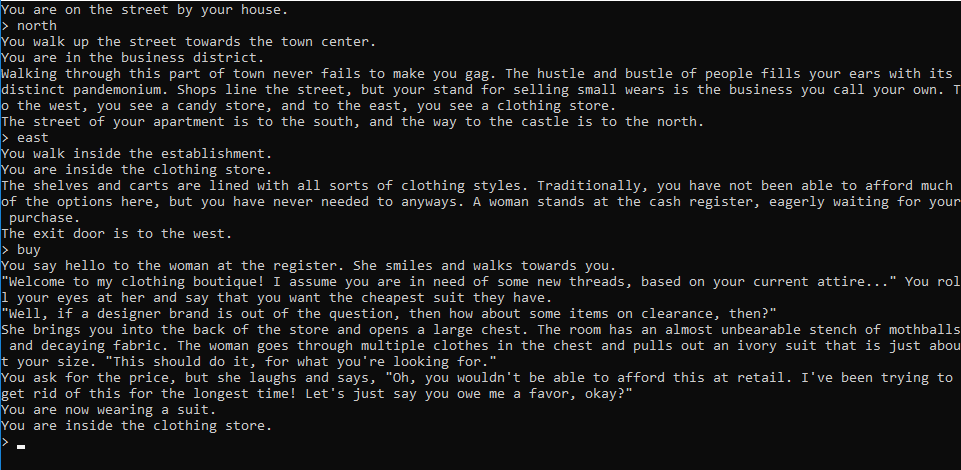 You are on the street by your house.
> north
You walk up the street towards the town center.
You are in the business district.
Walking through this part of town never fails to make you gag. The hustle and bustle of people fills your ears with its
distinct pandemonium. Shops line the street, but your stand for selling small wears is the business you call your own. T
o the west, you see a candy store, and to the east, you see a clothing store.
The street of your apartment is to the south, and the way to the castle is to the north.
> east
You walk inside the establishment.
You are inside the clothing store.
The shelves and carts are lined with all sorts of clothing styles. Traditionally, you have not been able to afford much
of the options here, but you have never needed to anyways. A woman stands at the cash register, eagerly waiting for your
 purchase.
The exit door is to the west.
> buy
You say hello to the woman at the register. She smiles and walks towards you.
"Welcome to my clothing boutique! I assume you are in need of some new threads, based on your current attire..." You rol
l your eyes at her and say that you want the cheapest suit they have.
"Well, if a designer brand is out of the question, then how about some items on clearance, then?"
She brings you into the back of the store and opens a large chest. The room has an almost unbearable stench of mothballs
 and decaying fabric. The woman goes through multiple clothes in the chest and pulls out an ivory suit that is just abou
t your size. "This should do it, for what you're looking for."
You ask for the price, but she laughs and says, "Oh, you wouldn't be able to afford this at retail. I've been trying to
get rid of this for the longest time! Let's just say you owe me a favor, okay?"
You are now wearing a suit.
You are inside the clothing store.
>